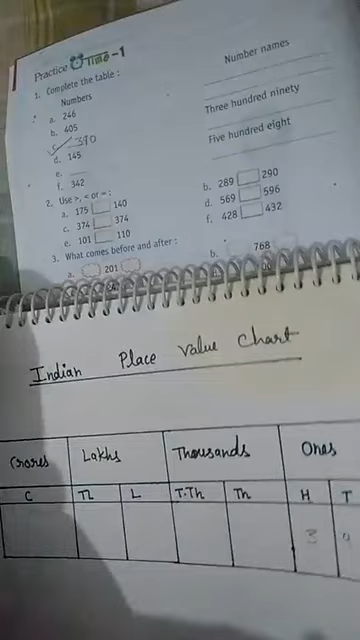 Practice Time-1
1. Complete the table :
Numbers Number names
a. 246
b. 405
c. 390 Three hundred ninety
d. 145
e. Five hundred eight
f. 342
2. Use >, < or = :
a. 175 140 b. 289 290
c. 374 374 d. 569 596
e. 101 110 f. 428 432
3. What comes before and after :
a. 201 b. 768
Indian Place Value Chart
Crores Lakhs Thousands Ones
C TL L T.Th Th H T
3